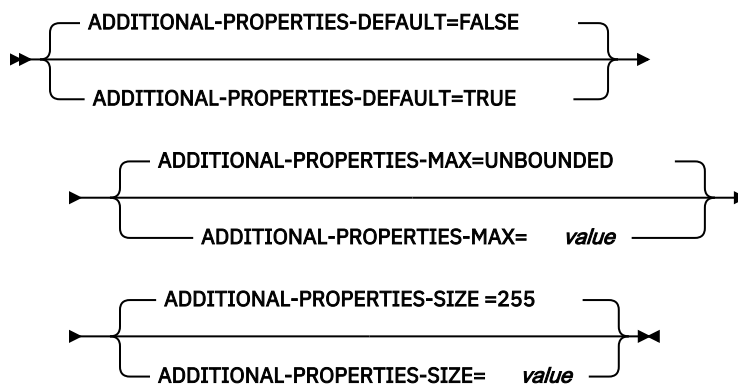 ADDITIONAL-PROPERTIES-DEFAULT=FALSE
ADDITIONAL-PROPERTIES-DEFAULT=TRUE
ADDITIONAL-PROPERTIES-MAX=UNBOUNDED
ADDITIONAL-PROPERTIES-MAX= value
ADDITIONAL-PROPERTIES-SIZE =255
ADDITIONAL-PROPERTIES-SIZE= value